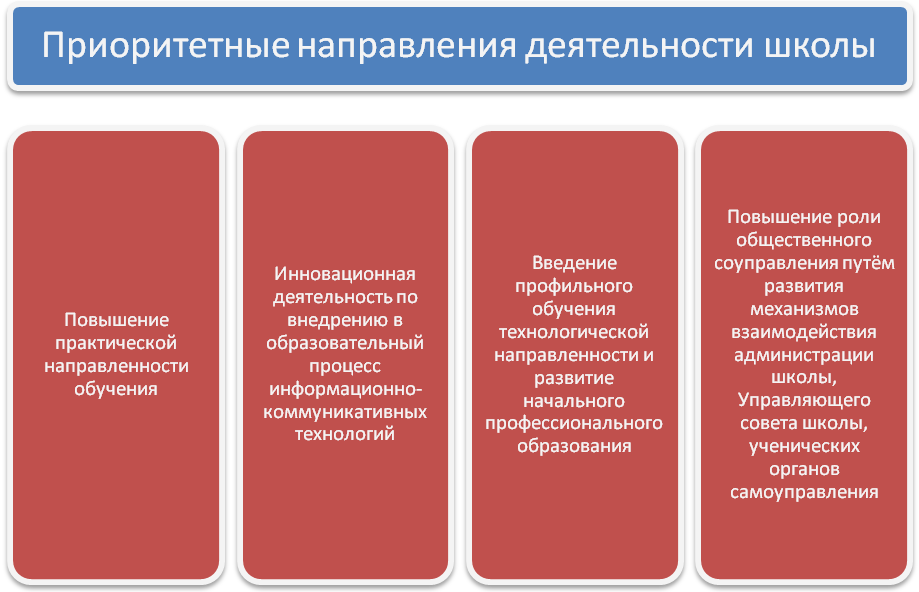 Приоритетные направления деятельности школы
Повышение
практической
направленности
обучения
Инновационная
деятельность по
внедрению в
образовательный
процесс
информационно-
коммуникативных
технологий
Введение
профильного
обучения
технологической
направленности и
развитие
начального
профессионального
образования
Повышение роли
общественного
соуправления путём
развития
механизмов
взаимодействия
администрации
школы,
Управляющего
совета школы,
ученических
органов
самоуправления